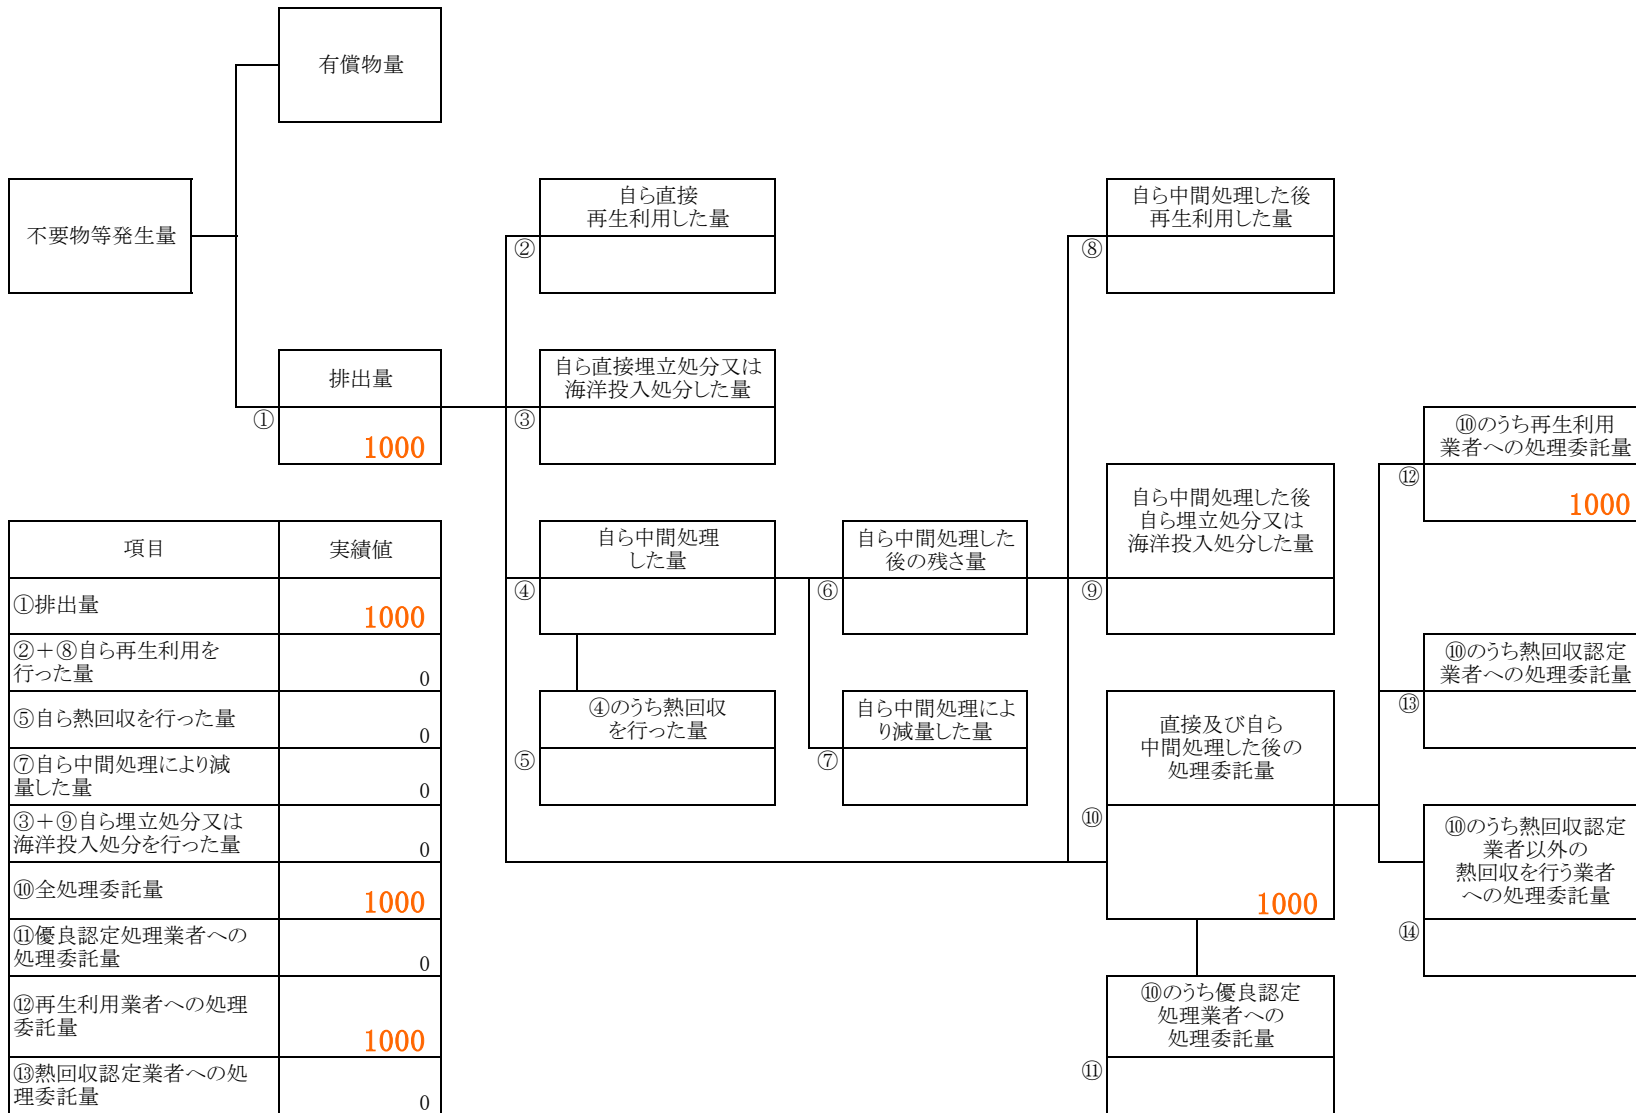 有償物量
不要物等発生量
自ら直接
再生利用した量
②
自ら中間処理した後
再生利用した量
⑧
排出量
①
1000
自ら直接埋立処分又は
海洋投入処分した量
③
⑩のうち再生利用
業者への処理委託量
⑫
1000
自ら中間処理
した量
④
自ら中間処理した
後の残さ量
⑥
自ら中間処理した後
自ら埋立処分又は
海洋投入処分した量
⑨
⑩のうち熱回収認定
業者への処理委託量
⑬
④のうち熱回収
を行った量
⑤
自ら中間処理によ
り減量した量
⑦
直接及び自ら
中間処理した後の
処理委託量
⑩
1000
⑩のうち熱回収認定
業者以外の
熱回収を行う業者
への処理委託量
⑭
⑩のうち優良認定
処理業者への
処理委託量
⑪
項目 実績値
①排出量 1000
②＋⑧自ら再生利用を
行った量 0
⑤自ら熱回収を行った量 0
⑦自ら中間処理により減
量した量 0
③＋⑨自ら埋立処分又は
海洋投入処分を行った量 0
⑩全処理委託量 1000
⑪優良認定処理業者への
処理委託量 0
⑫再生利用業者への処理
委託量 1000
⑬熱回収認定業者への処
理委託量 0